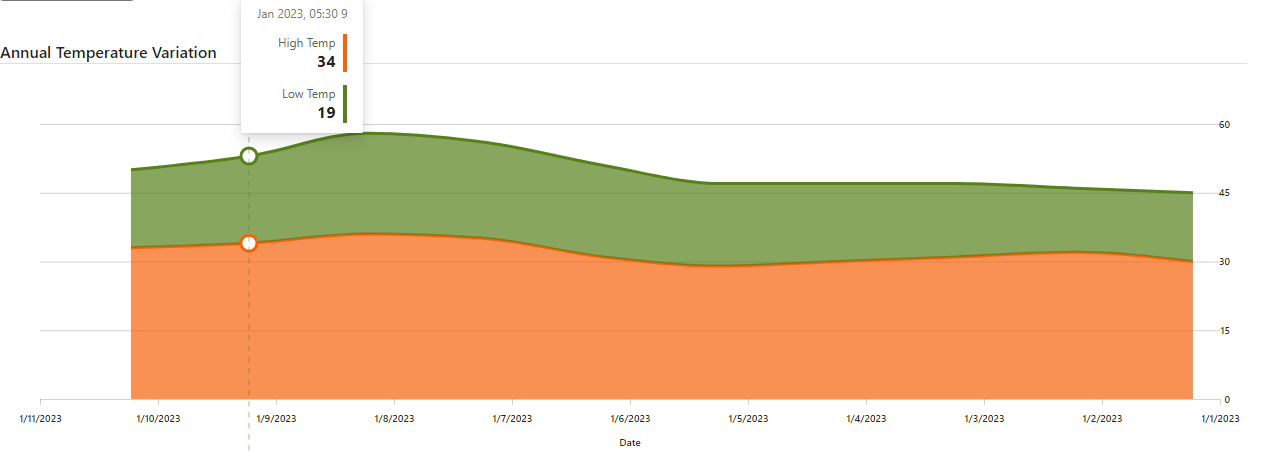 Jan 2023, 05:30 9
High Temp
34
Low Temp
19
Annual Temperature Variation
60
45
30
15
0
1/11/2023 1/10/2023 1/9/2023 1/8/2023 1/7/2023 1/6/2023 1/5/2023 1/4/2023 1/3/2023 1/2/2023 1/1/2023
Date